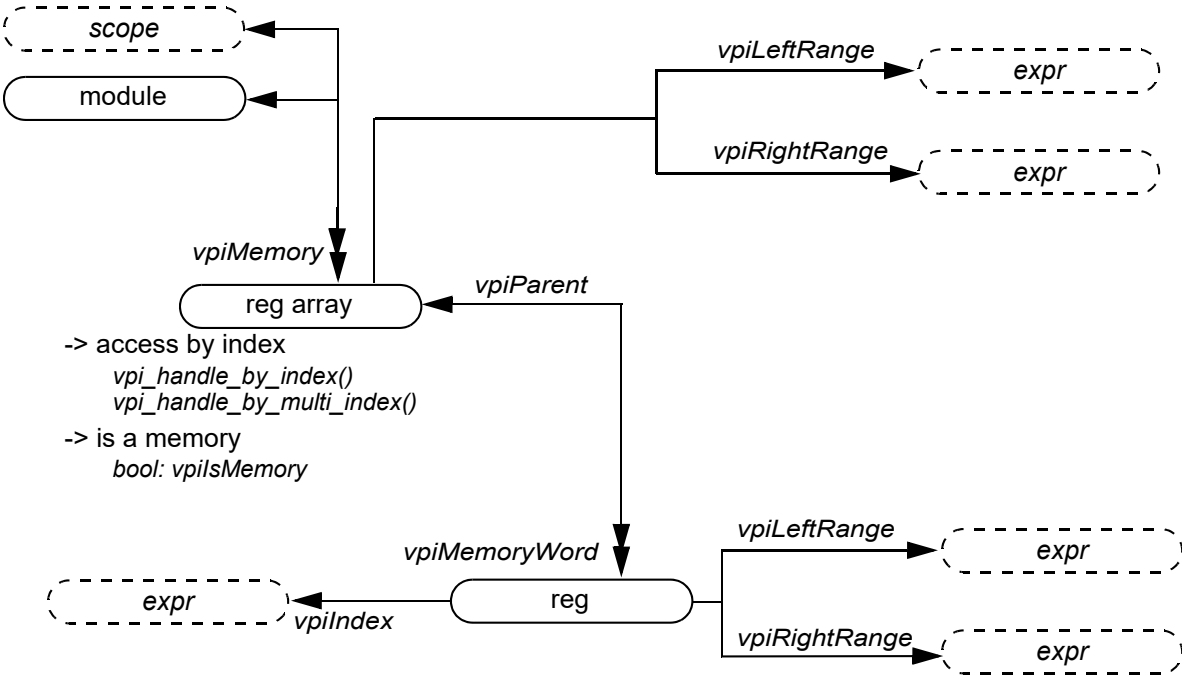 scope
vpiLeftRange
expr
module
vpiRightRange
expr
vpiMemory
vpiParent
reg array
-> access by index
vpi_handle_by_index()
vpi_handle_by_multi_index()
-> is a memory
bool: vpiIsMemory
vpiLeftRange
expr
vpiMemoryWord
expr
reg
vpiIndex
vpiRightRange
expr